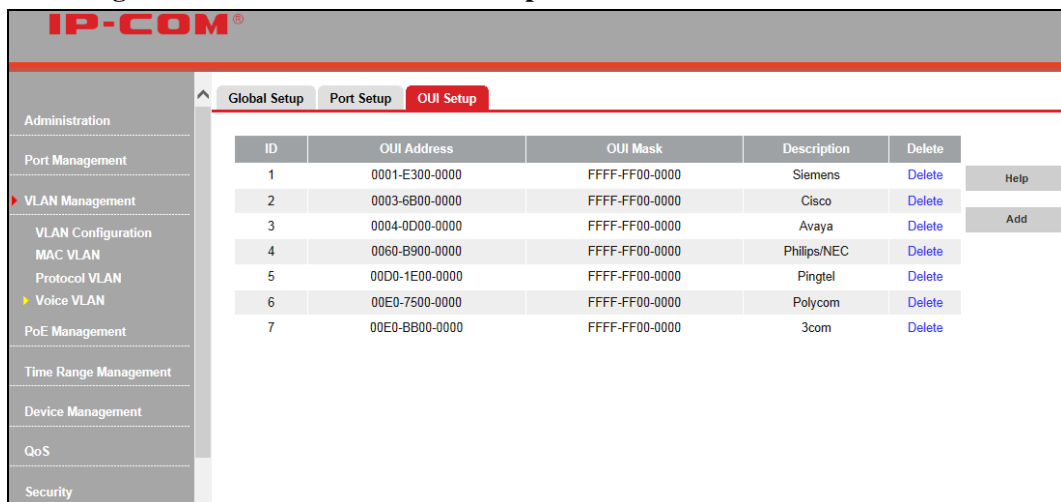 IP-COM®
Global Setup Port Setup OUI Setup
Administration
Port Management
VLAN Management
VLAN Configuration
MAC VLAN
Protocol VLAN
Voice VLAN
PoE Management
Time Range Management
Device Management
QoS
Security
ID OUI Address OUI Mask Description Delete
1 0001-E300-0000 FFFF-FF00-0000 Siemens Delete
2 0003-6B00-0000 FFFF-FF00-0000 Cisco Delete
3 0004-0D00-0000 FFFF-FF00-0000 Avaya Delete
4 0060-B900-0000 FFFF-FF00-0000 Philips/NEC Delete
5 00D0-1E00-0000 FFFF-FF00-0000 Pingtel Delete
6 00E0-7500-0000 FFFF-FF00-0000 Polycom Delete
7 00E0-BB00-0000 FFFF-FF00-0000 3com Delete
Help
Add